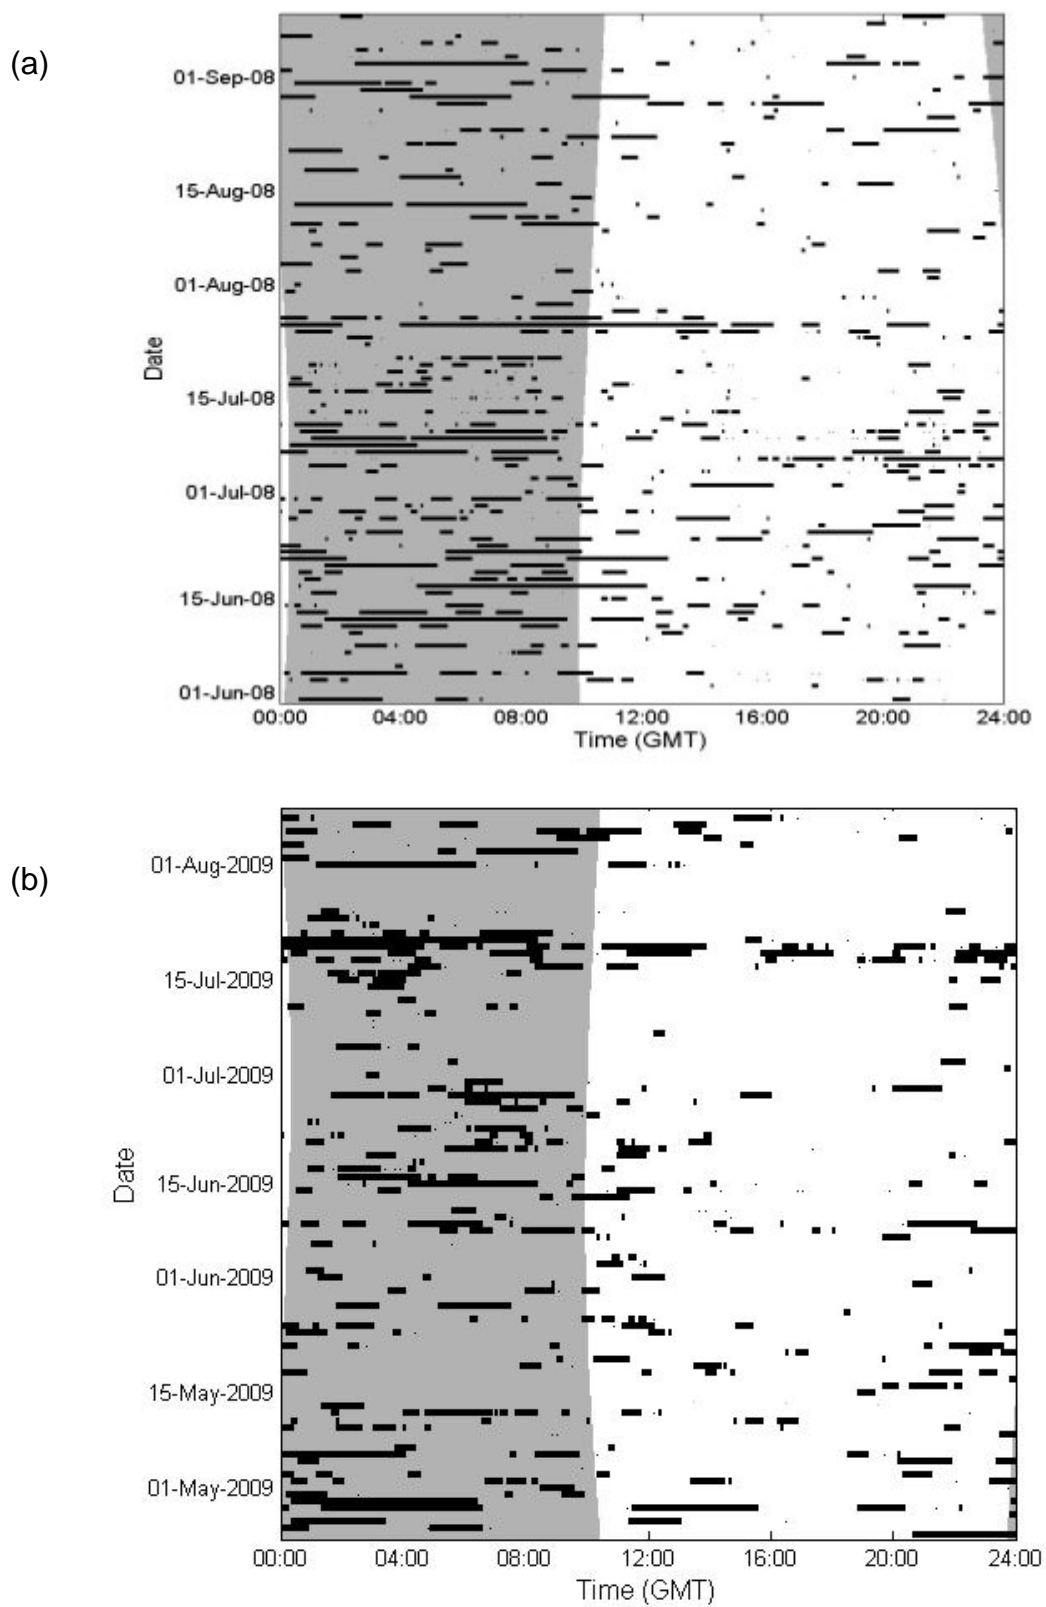 (a)
01-Sep-08
15-Aug-08
01-Aug-08
Date
15-Jul-08
01-Jul-08
15-Jun-08
01-Jun-08
00:00 04:00 08:00 12:00 16:00 20:00 24:00
Time (GMT)
(b)
01-Aug-2009
15-Jul-2009
01-Jul-2009
Date
15-Jun-2009
01-Jun-2009
15-May-2009
01-May-2009
00:00 04:00 08:00 12:00 16:00 20:00 24:00
Time (GMT)